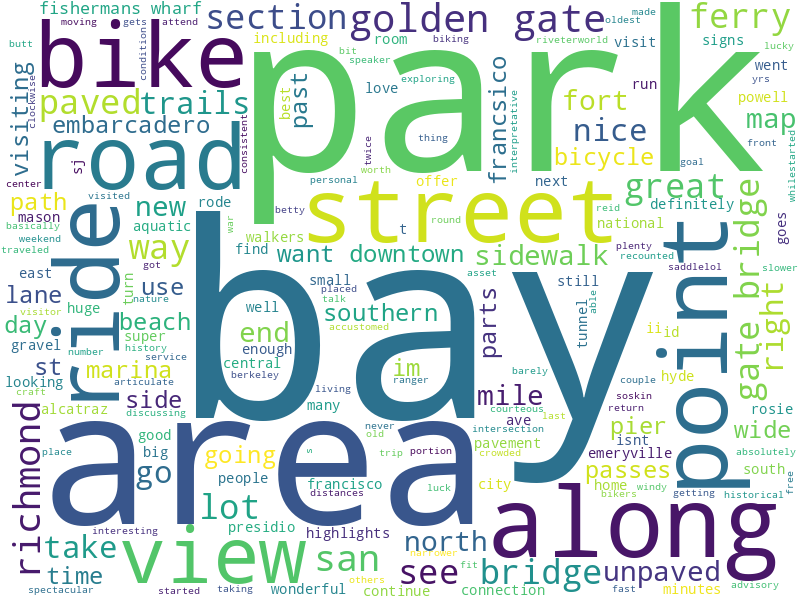 fishermans wharf
section
golden
gate
ferry
moving
gets
attend
oldest
made
lucky
butt
bike
condition
including
room
bit
speaker
biking
riveterworld
visit
signs
yrs
park
clockwise
visiting
paved
trails
best
past
love
exploring
francsico
interpretative
run
went
fort
powell
map
embarcadero
consistent
road
twice
thing
nice
whilestarted
front
center
sj
worth
bicycle
goal
visited
personal
offer
next
great
path
ride
new
rode
war
betty
street
reid
national
definitely
mason
aquatic
round
walkers
t
basically
weekend
traveled
way
find
want
downtown
sidewalk
plenty
recounted
goes
point
gate bridge
right
east
got
nature
turn
bay
small
placed
talk
asset
still
tunnel
able
saddlelol
slower
lane
use
huge
visitor
well
southern
parts
ii
id
day
gravel
super
beach
number
history
end
accustomed
enough
central
st
service
barely
couple
looking
marina
articulate
berkeley
living
ranger
im
hyde
craft
side
area
many
mile
courteous
soskin
return
rosie
alcatraz
discussing
ave
last
richmond
good
never
old
intersection
pier
wide
place
big
go
going
s
trip
portion
crowded
pavement
isnt
emeryville
absolutely
people
francisco
distances
luck
city
passes
home
south
free
lot
along
bikers
windy
getting
historical
interesting
presidio
highlights
north
take
view
san
narrower
see
bridge
unpaved
time
others
fit
spectacular
started
taking
wonderful
continue
connection
fast
minutes
advisory